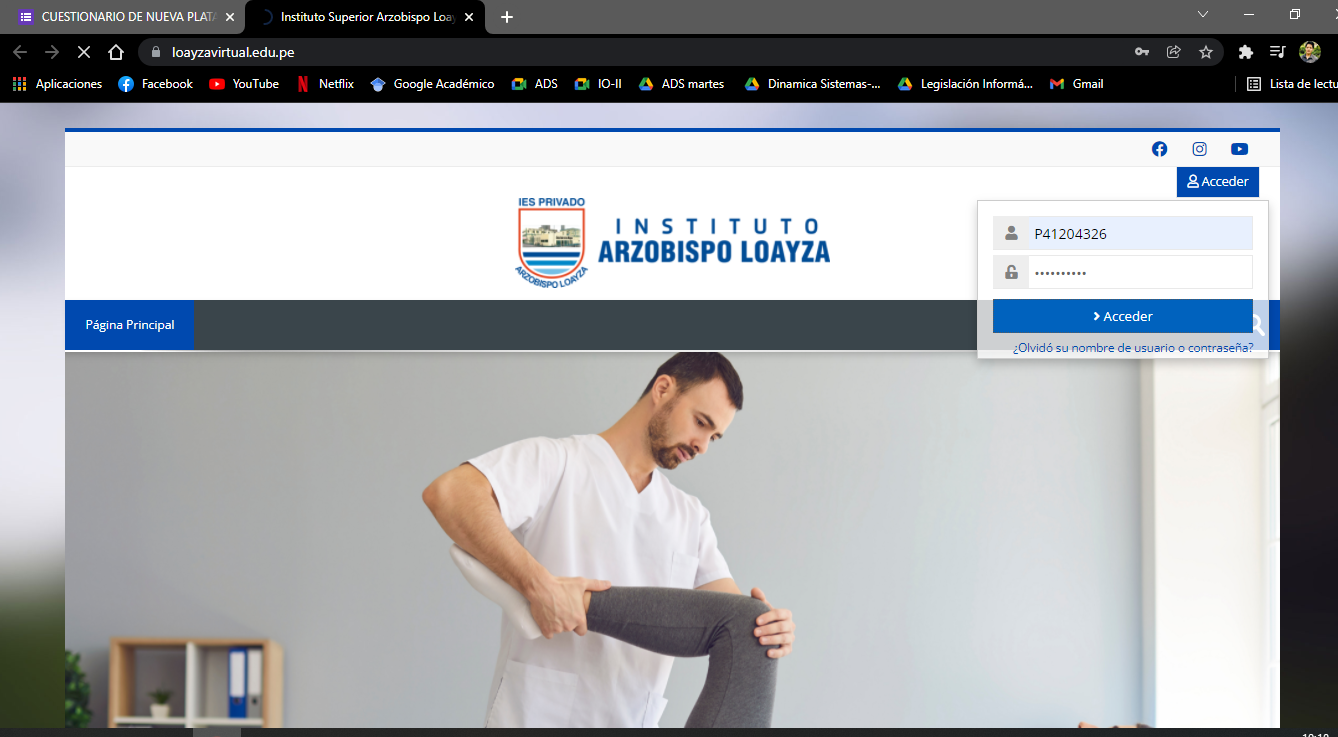 CUESTIONARIO DE NUEVA PLATA
Instituto Superior Arzobispo Loay
loayzavirtual.edu.pe
Aplicaciones Facebook YouTube Netflix Google Académico ADS IO-II ADS martes Dinamica Sistemas-... Legislación Informá... Gmail Lista de lectu
Acceder
IES PRIVADO
ARZOBISPO LOAYZA
INSTITUTO
ARZOBISPO LOAYZA
P41204326
••••••••••
Acceder
¿Olvidó su nombre de usuario o contraseña?
Página Principal